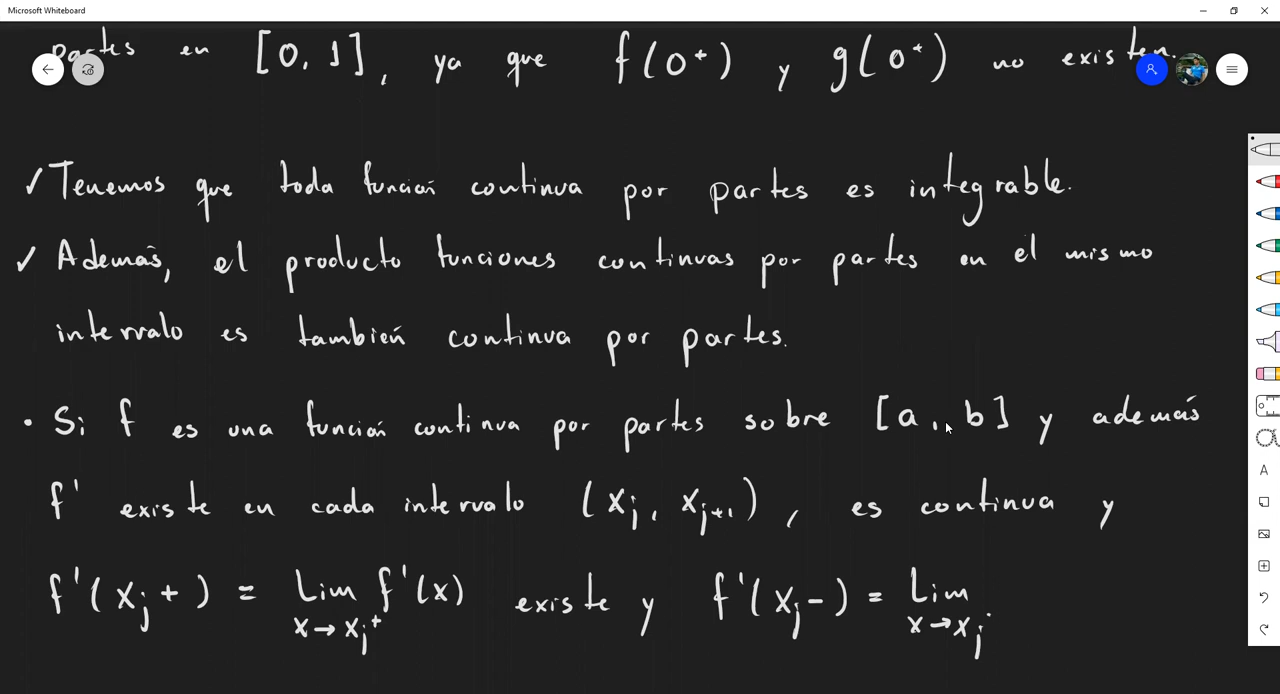 Microsoft Whiteboard
partes en [0, 1], ya que f(0⁺) y g(0⁺) no existen.
✓ Tenemos que toda función continua por partes es integrable.
✓ Además, el producto funciones continuas por partes en el mismo
intervalo es también continua por partes.
• Si f es una función continua por partes sobre [a, b] y además
f' existe en cada intervalo (xⱼ, xⱼ₊₁), es continua y
f'(xⱼ+) = Lim f'(x) existe y f'(xⱼ-) = Lim
x→xⱼ⁺ x→xⱼ
A